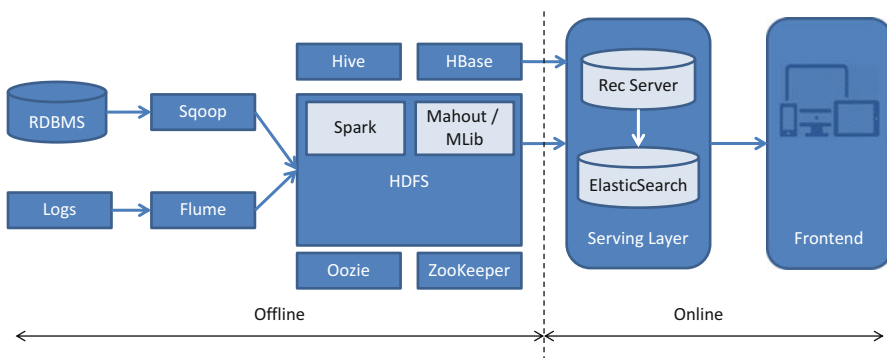 Hive
HBase
RDBMS
Sqoop
Spark
Mahout /
MLib
HDFS
Logs
Flume
Oozie
ZooKeeper
Rec Server
ElasticSearch
Serving Layer
Frontend
Offline
Online